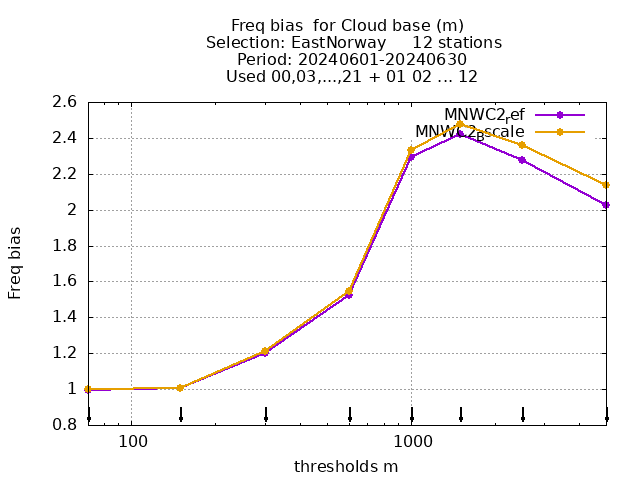 Freq bias  for Cloud base (m)
Selection: EastNorway     12 stations
Period: 20240601-20240630
Used 00,03,...,21 + 01 02 ... 12
MNWC2ref
MNWC2Bscale
2.6
2.4
2.2
2
1.8
1.6
1.4
1.2
1
0.8
Freq bias
100
1000
thresholds m